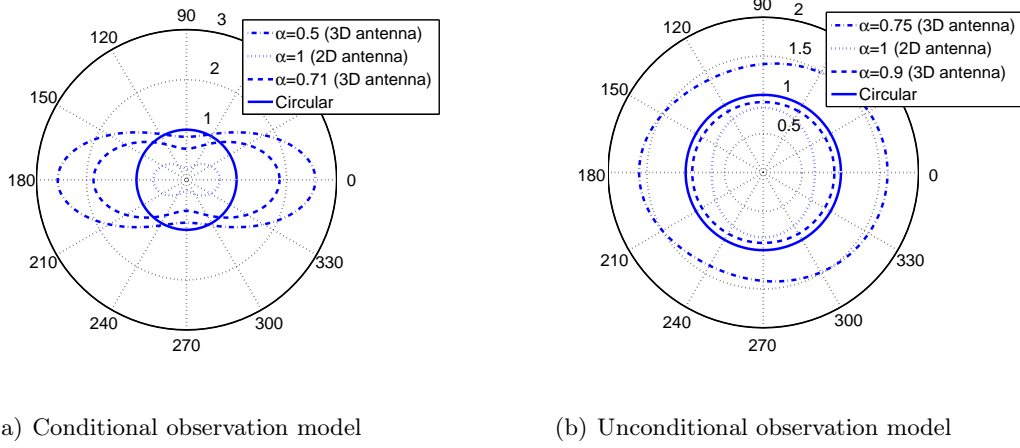 90
3
120
2
150
1
180
0
210
330
240
300
270
α=0.5 (3D antenna)
α=1 (2D antenna)
α=0.71 (3D antenna)
Circular
90
2
120
1.5
1
150
0.5
180
0
210
330
240
300
270
α=0.75 (3D antenna)
α=1 (2D antenna)
α=0.9 (3D antenna)
Circular
a) Conditional observation model
(b) Unconditional observation model